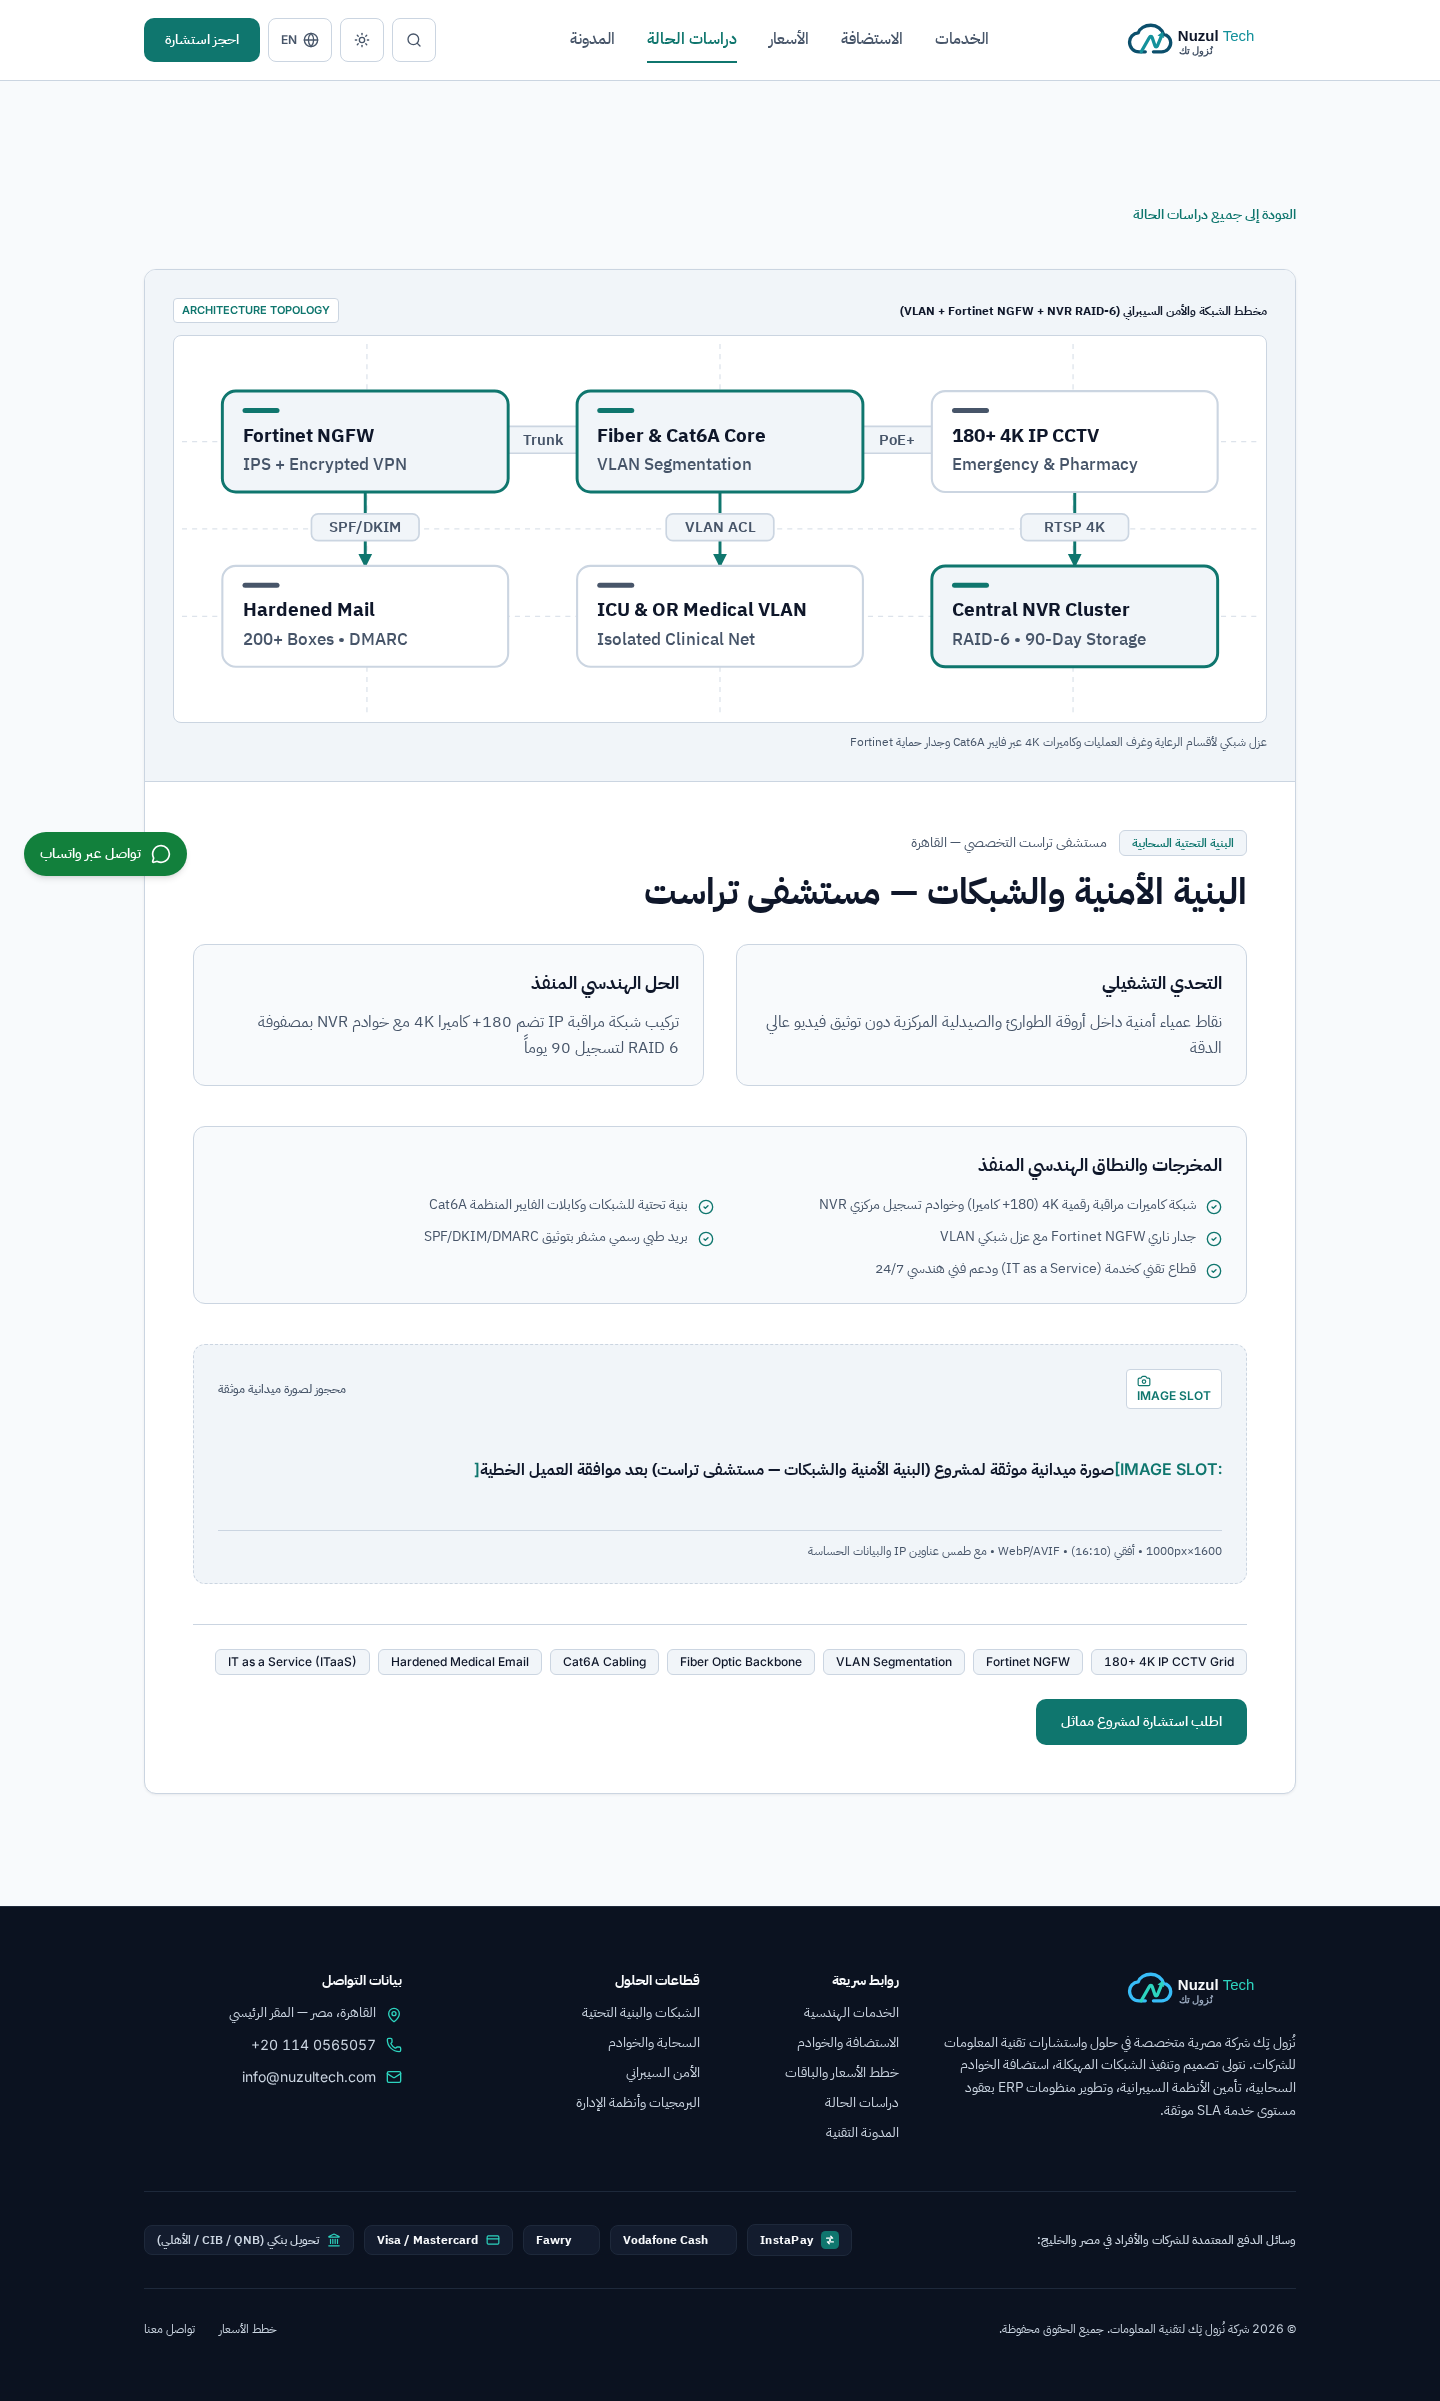 Nuzul Tech
نُزول تك
الخدمات
الاستضافة
الأسعار
دراسات الحالة
المدونة
EN
احجز استشارة
العودة إلى جميع دراسات الحالة
مخطط الشبكة والأمن السيبراني (VLAN + Fortinet NGFW + NVR RAID-6)
ARCHITECTURE TOPOLOGY
Fortinet NGFW
IPS + Encrypted VPN
Trunk
Fiber & Cat6A Core
VLAN Segmentation
PoE+
180+ 4K IP CCTV
Emergency & Pharmacy
SPF/DKIM
VLAN ACL
RTSP 4K
Hardened Mail
200+ Boxes • DMARC
ICU & OR Medical VLAN
Isolated Clinical Net
Central NVR Cluster
RAID-6 • 90-Day Storage
عزل شبكي لأقسام الرعاية وغرف العمليات وكاميرات 4K عبر فايبر Cat6A وجدار حماية Fortinet
البنية التحتية السحابية
مستشفى تراست التخصصي — القاهرة
تواصل عبر واتساب
البنية الأمنية والشبكات — مستشفى تراست
التحدي التشغيلي
نقاط عمياء أمنية داخل أروقة الطوارئ والصيدلية المركزية دون توثيق فيديو عالي
الدقة
الحل الهندسي المنفذ
تركيب شبكة مراقبة IP تضم 180+ كاميرا 4K مع خوادم NVR بمصفوفة
RAID 6 لتسجيل 90 يوماً
المخرجات والنطاق الهندسي المنفذ
شبكة كاميرات مراقبة رقمية 4K (180+ كاميرا) وخوادم تسجيل مركزي NVR
بنية تحتية للشبكات وكابلات الفايبر المنظمة Cat6A
جدار ناري Fortinet NGFW مع عزل شبكي VLAN
بريد طبي رسمي مشفر بتوثيق SPF/DKIM/DMARC
قطاع تقني كخدمة (IT as a Service) ودعم فني هندسي 24/7
IMAGE SLOT
محجوز لصورة ميدانية موثقة
[IMAGE SLOT: صورة ميدانية موثقة لمشروع (البنية الأمنية والشبكات — مستشفى تراست) بعد موافقة العميل الخطية]
1600×1000px • أفقي (16:10) • WebP/AVIF • مع طمس عناوين IP والبيانات الحساسة
180+ 4K IP CCTV Grid
Fortinet NGFW
VLAN Segmentation
Fiber Optic Backbone
Cat6A Cabling
Hardened Medical Email
IT as a Service (ITaaS)
اطلب استشارة لمشروع مماثل
Nuzul Tech
نُزول تك
نُزول تِك شركة مصرية متخصصة في حلول واستشارات تقنية المعلومات
للشركات. نتولى تصميم وتنفيذ الشبكات المهيكلة، استضافة الخوادم
السحابية، تأمين الأنظمة السيبرانية، وتطوير منظومات ERP بعقود
مستوى خدمة SLA موثقة.
روابط سريعة
الخدمات الهندسية
الاستضافة والخوادم
خطط الأسعار والباقات
دراسات الحالة
المدونة التقنية
قطاعات الحلول
الشبكات والبنية التحتية
السحابة والخوادم
الأمن السيبراني
البرمجيات وأنظمة الإدارة
بيانات التواصل
القاهرة، مصر — المقر الرئيسي
+20 114 0565057
info@nuzultech.com
وسائل الدفع المعتمدة للشركات والأفراد في مصر والخليج:
InstaPay
Vodafone Cash
Fawry
Visa / Mastercard
تحويل بنكي (CIB / QNB / الأهلي)
© 2026 شركة نُزول تِك لتقنية المعلومات. جميع الحقوق محفوظة.
خطط الأسعار
تواصل معنا